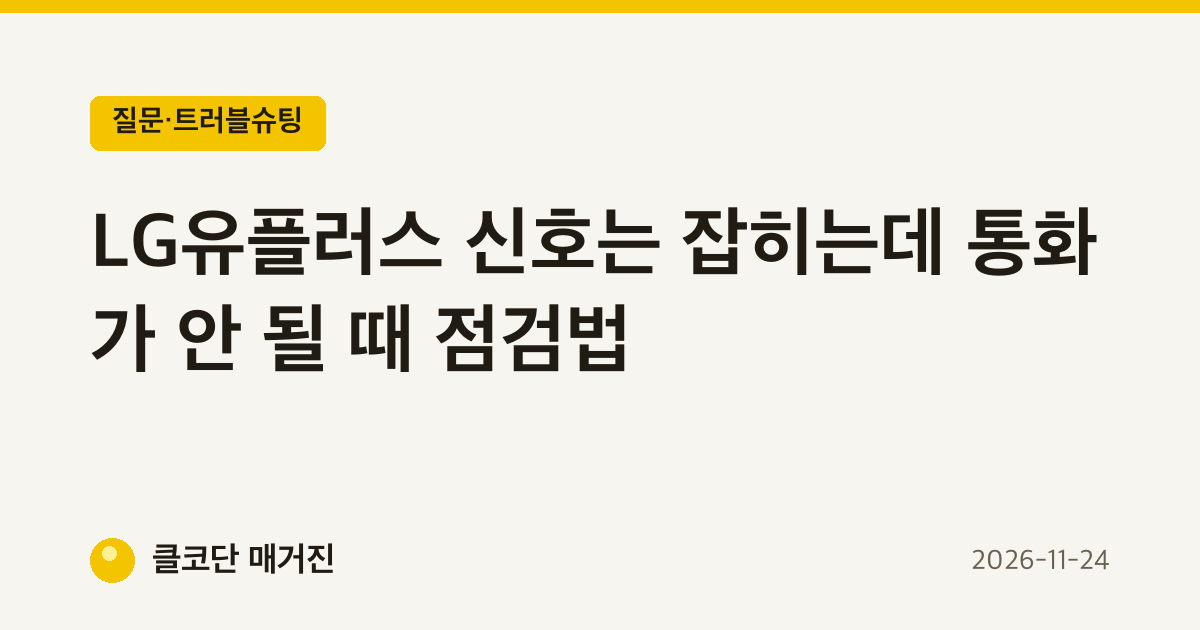 질문·트러블슈팅
LG유플러스 신호는 잡히는데 통화
가 안 될 때 점검법
클코단 매거진
2026-11-24